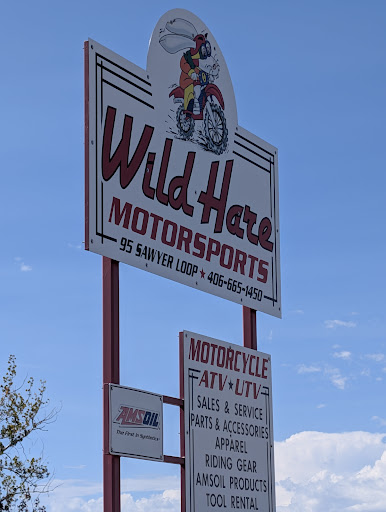 Wild Hare
MOTORSPORTS
95 SAWYER LOOP ★ 406-665-1450
MOTORCYCLE
ATV ★ UTV
SALES & SERVICE
PARTS & ACCESSORIES
APPAREL
RIDING GEAR
AMSOIL PRODUCTS
TOOL RENTAL
AMSOIL
The First in Synthetics